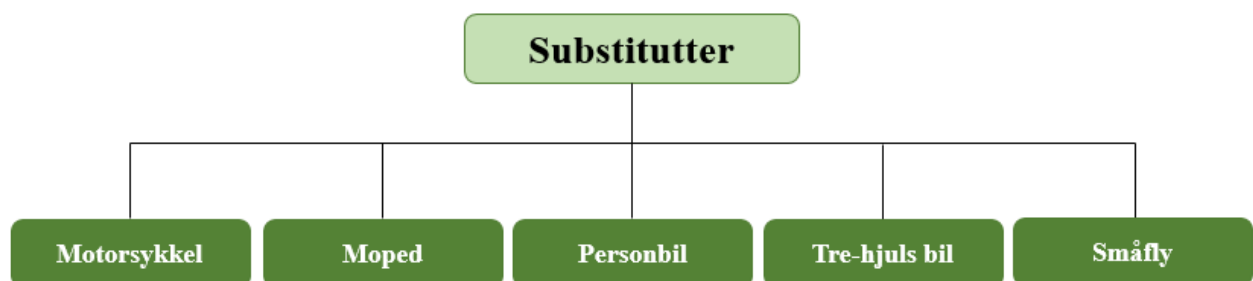 Substitutter
Motorsykkel
Moped
Personbil
Tre-hjuls bil
Småfly